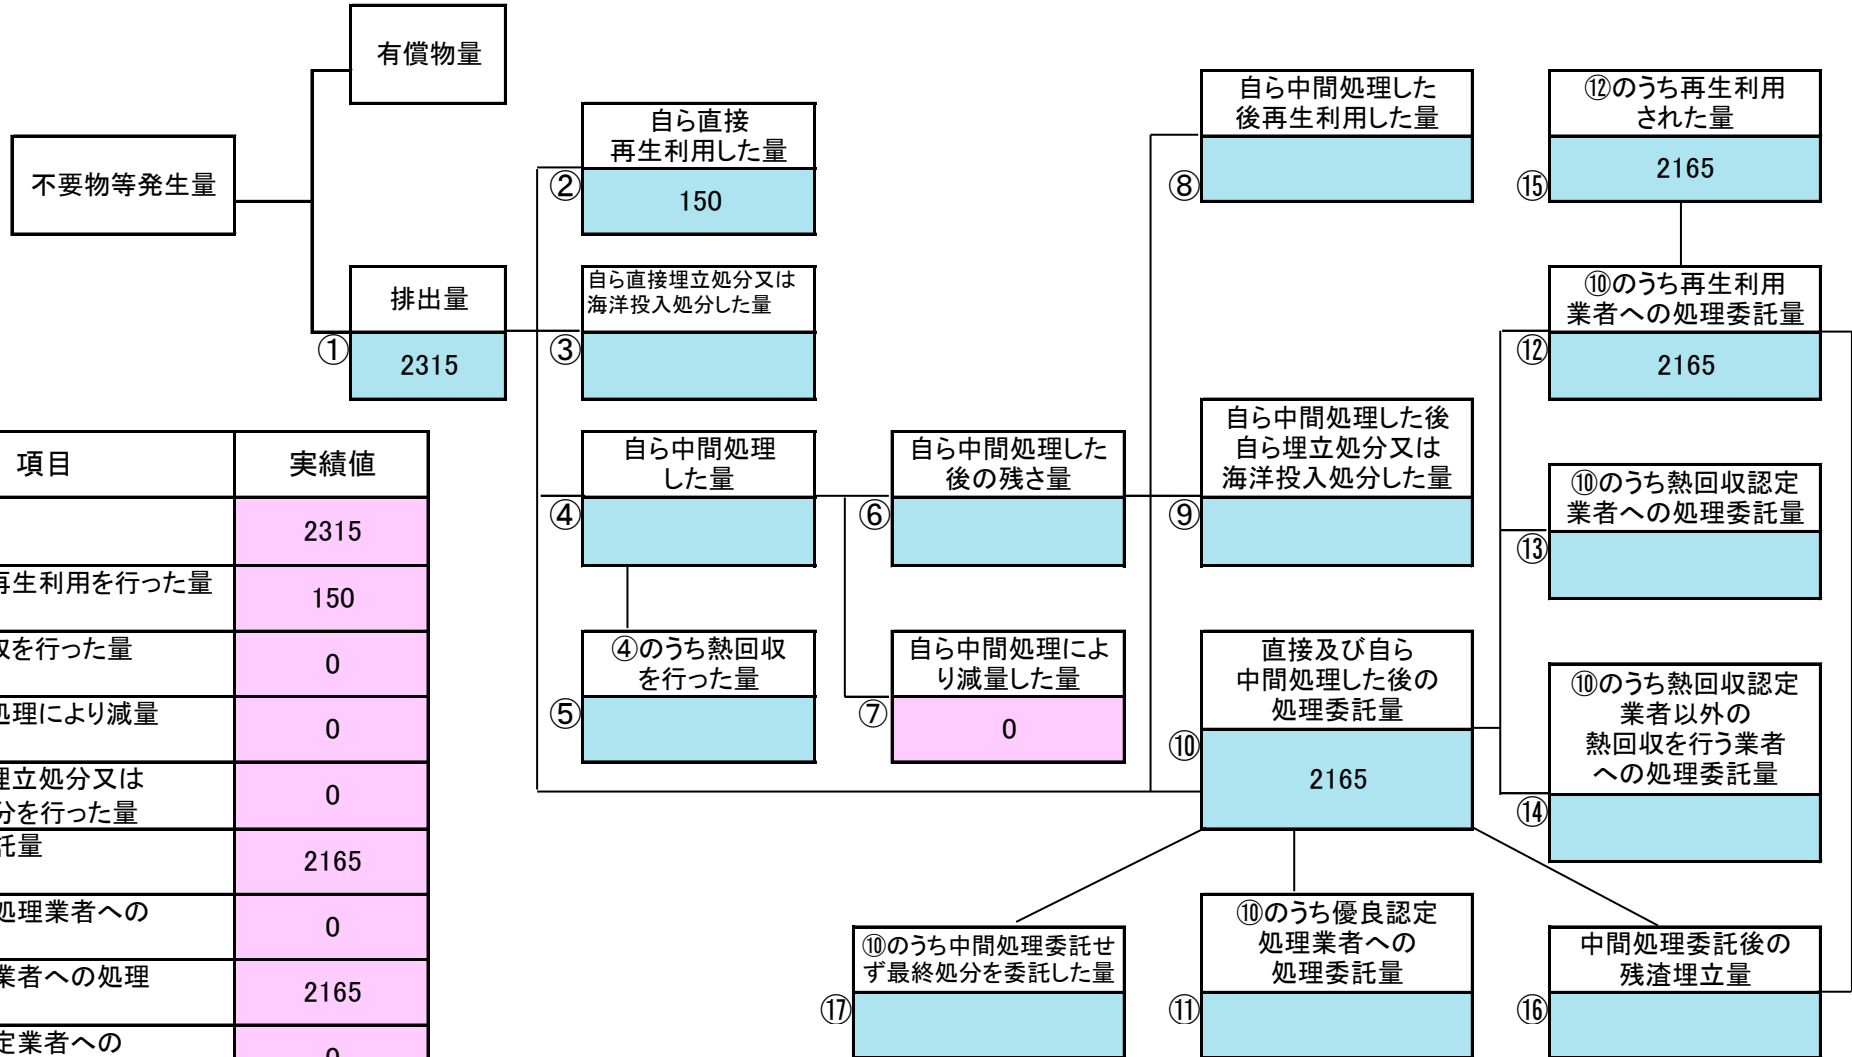 有償物量
不要物等発生量
排出量
①
2315
自ら直接
再生利用した量
②
150
自ら直接埋立処分又は
海洋投入処分した量
③
自ら中間処理
した量
④
④のうち熱回収
を行った量
⑤
自ら中間処理した
後の残さ量
⑥
自ら中間処理によ
り減量した量
⑦
0
自ら中間処理した
後再生利用した量
⑧
自ら中間処理した後
自ら埋立処分又は
海洋投入処分した量
⑨
直接及び自ら
中間処理した後の
処理委託量
⑩
2165
⑫のうち再生利用
された量
⑮
2165
⑩のうち再生利用
業者への処理委託量
⑫
2165
⑩のうち熱回収認定
業者への処理委託量
⑬
⑩のうち熱回収認定
業者以外の
熱回収を行う業者
への処理委託量
⑭
⑩のうち中間処理委託せ
ず最終処分を委託した量
⑰
⑩のうち優良認定
処理業者への
処理委託量
⑪
中間処理委託後の
残渣埋立量
⑯
項目 実績値
2315
再生利用を行った量 150
を行った量 0
処理により減量 0
埋立処分又は
分を行った量 0
託量 2165
処理業者への 0
業者への処理 2165
定業者への